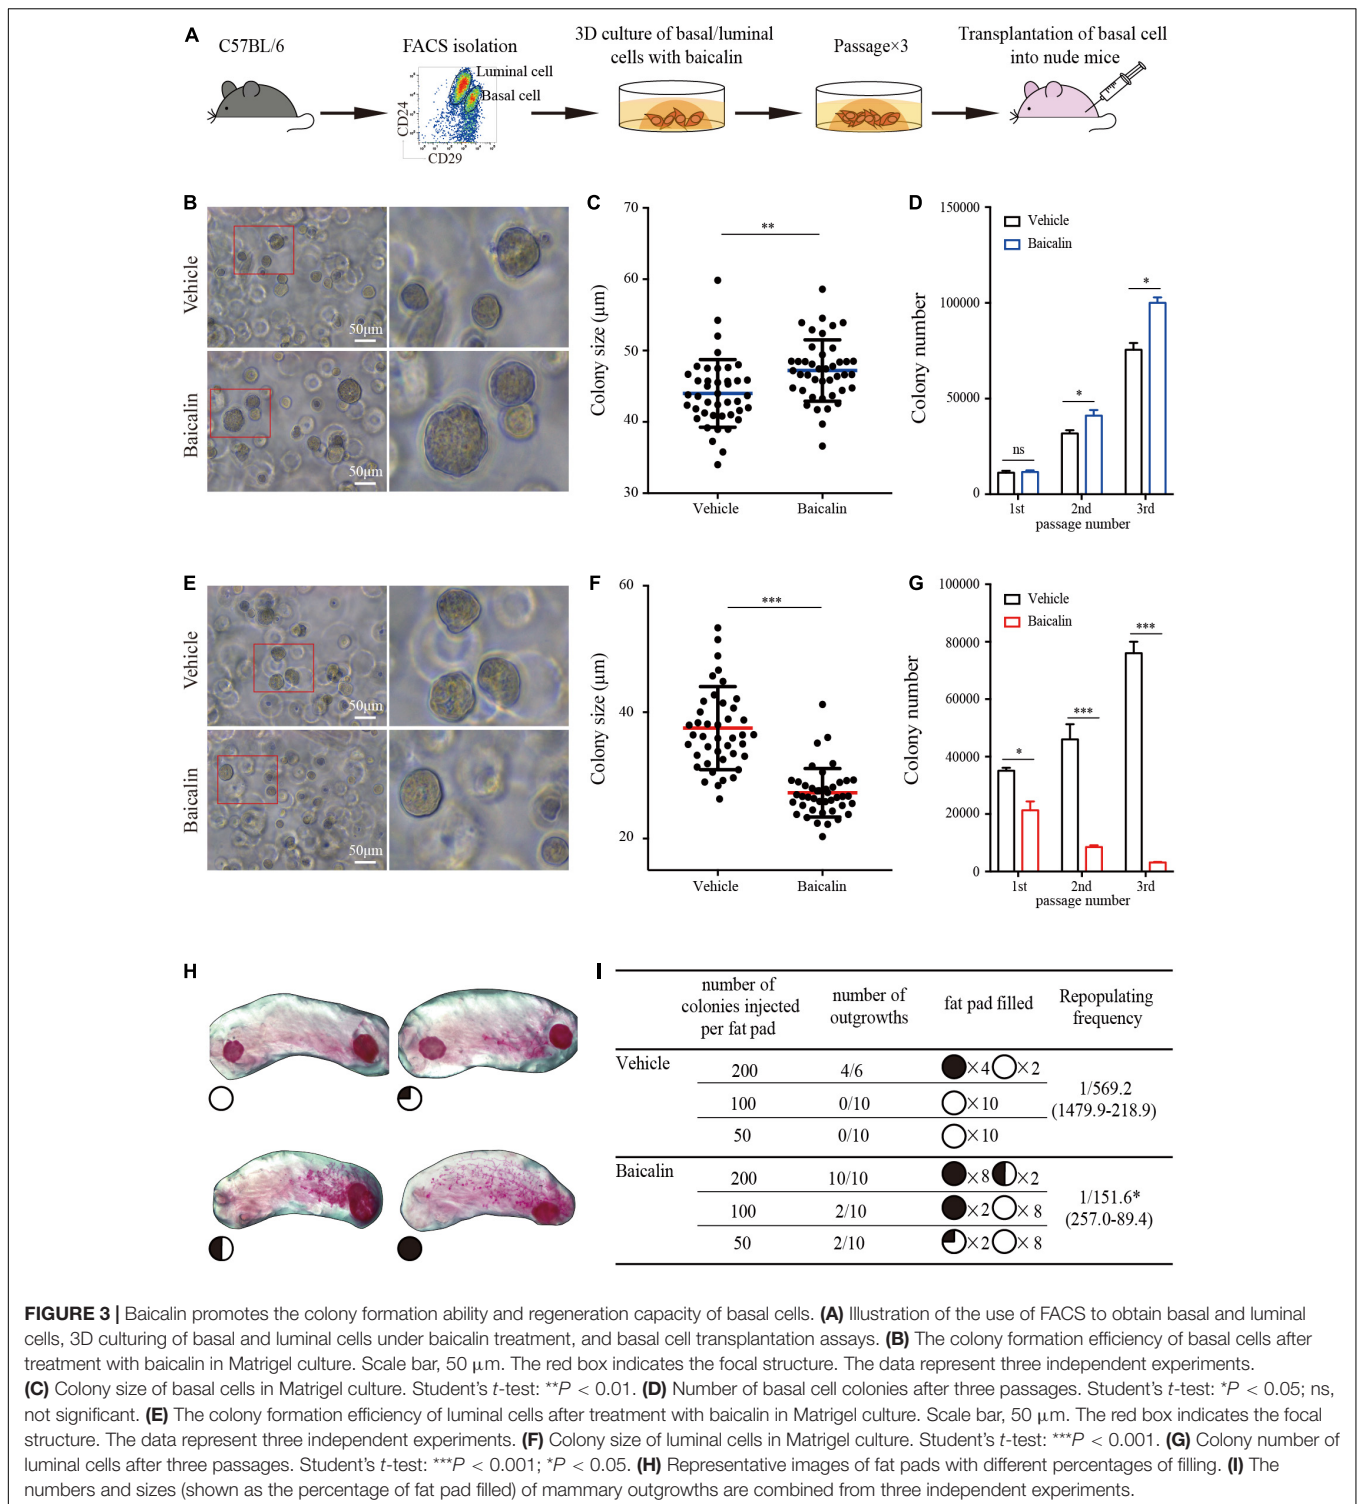 A
C57BL/6
FACS isolation
3D culture of basal/luminal
cells with baicalin
Passage×3
Transplantation of basal cell
into nude mice
Luminal cell
Basal cell
CD24
CD29
B
Vehicle
50μm
Baicalin
50μm
C
70
60
50
40
30
Colony size (μm)
**
Vehicle
Baicalin
D
150000
100000
50000
0
Colony number
Vehicle
Baicalin
ns
*
*
1st
2nd
3rd
passage number
E
Vehicle
50μm
Baicalin
50μm
F
60
40
20
Colony size (μm)
***
Vehicle
Baicalin
G
100000
80000
60000
40000
20000
0
Colony number
Vehicle
Baicalin
*
***
***
1st
2nd
3rd
passage number
H
I
number of
colonies injected
per fat pad
number of
outgrowths
fat pad filled
Repopulating
frequency
Vehicle
200 4/6 ×4 ×2
100 0/10 ×10
50 0/10 ×10
1/569.2
(1479.9-218.9)
Baicalin
200 10/10 ×8 ×2
100 2/10 ×2 × 8
50 2/10 ×2 × 8
1/151.6*
(257.0-89.4)
FIGURE 3 | Baicalin promotes the colony formation ability and regeneration capacity of basal cells. (A) Illustration of the use of FACS to obtain basal and luminal
cells, 3D culturing of basal and luminal cells under baicalin treatment, and basal cell transplantation assays. (B) The colony formation efficiency of basal cells after
treatment with baicalin in Matrigel culture. Scale bar, 50 μm. The red box indicates the focal structure. The data represent three independent experiments.
(C) Colony size of basal cells in Matrigel culture. Student's t-test: **P < 0.01. (D) Number of basal cell colonies after three passages. Student's t-test: *P < 0.05; ns,
not significant. (E) The colony formation efficiency of luminal cells after treatment with baicalin in Matrigel culture. Scale bar, 50 μm. The red box indicates the focal
structure. The data represent three independent experiments. (F) Colony size of luminal cells in Matrigel culture. Student's t-test: ***P < 0.001. (G) Colony number of
luminal cells after three passages. Student's t-test: ***P < 0.001; *P < 0.05. (H) Representative images of fat pads with different percentages of filling. (I) The
numbers and sizes (shown as the percentage of fat pad filled) of mammary outgrowths are combined from three independent experiments.